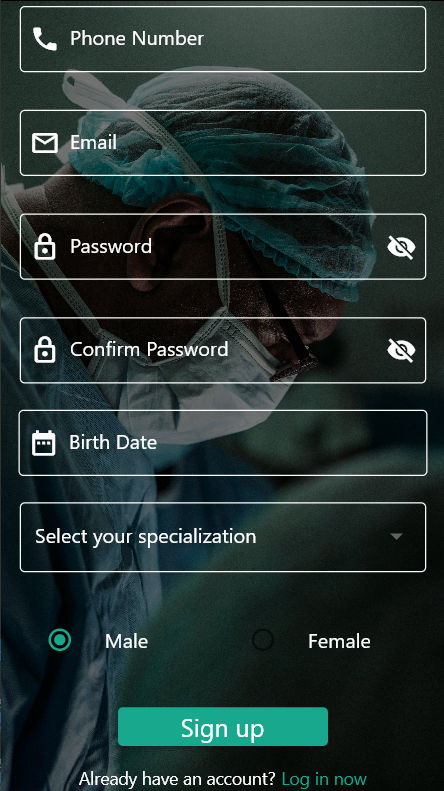 Phone Number
Email
Password
Confirm Password
Birth Date
Select your specialization
Male Female
Sign up
Already have an account? Log in now